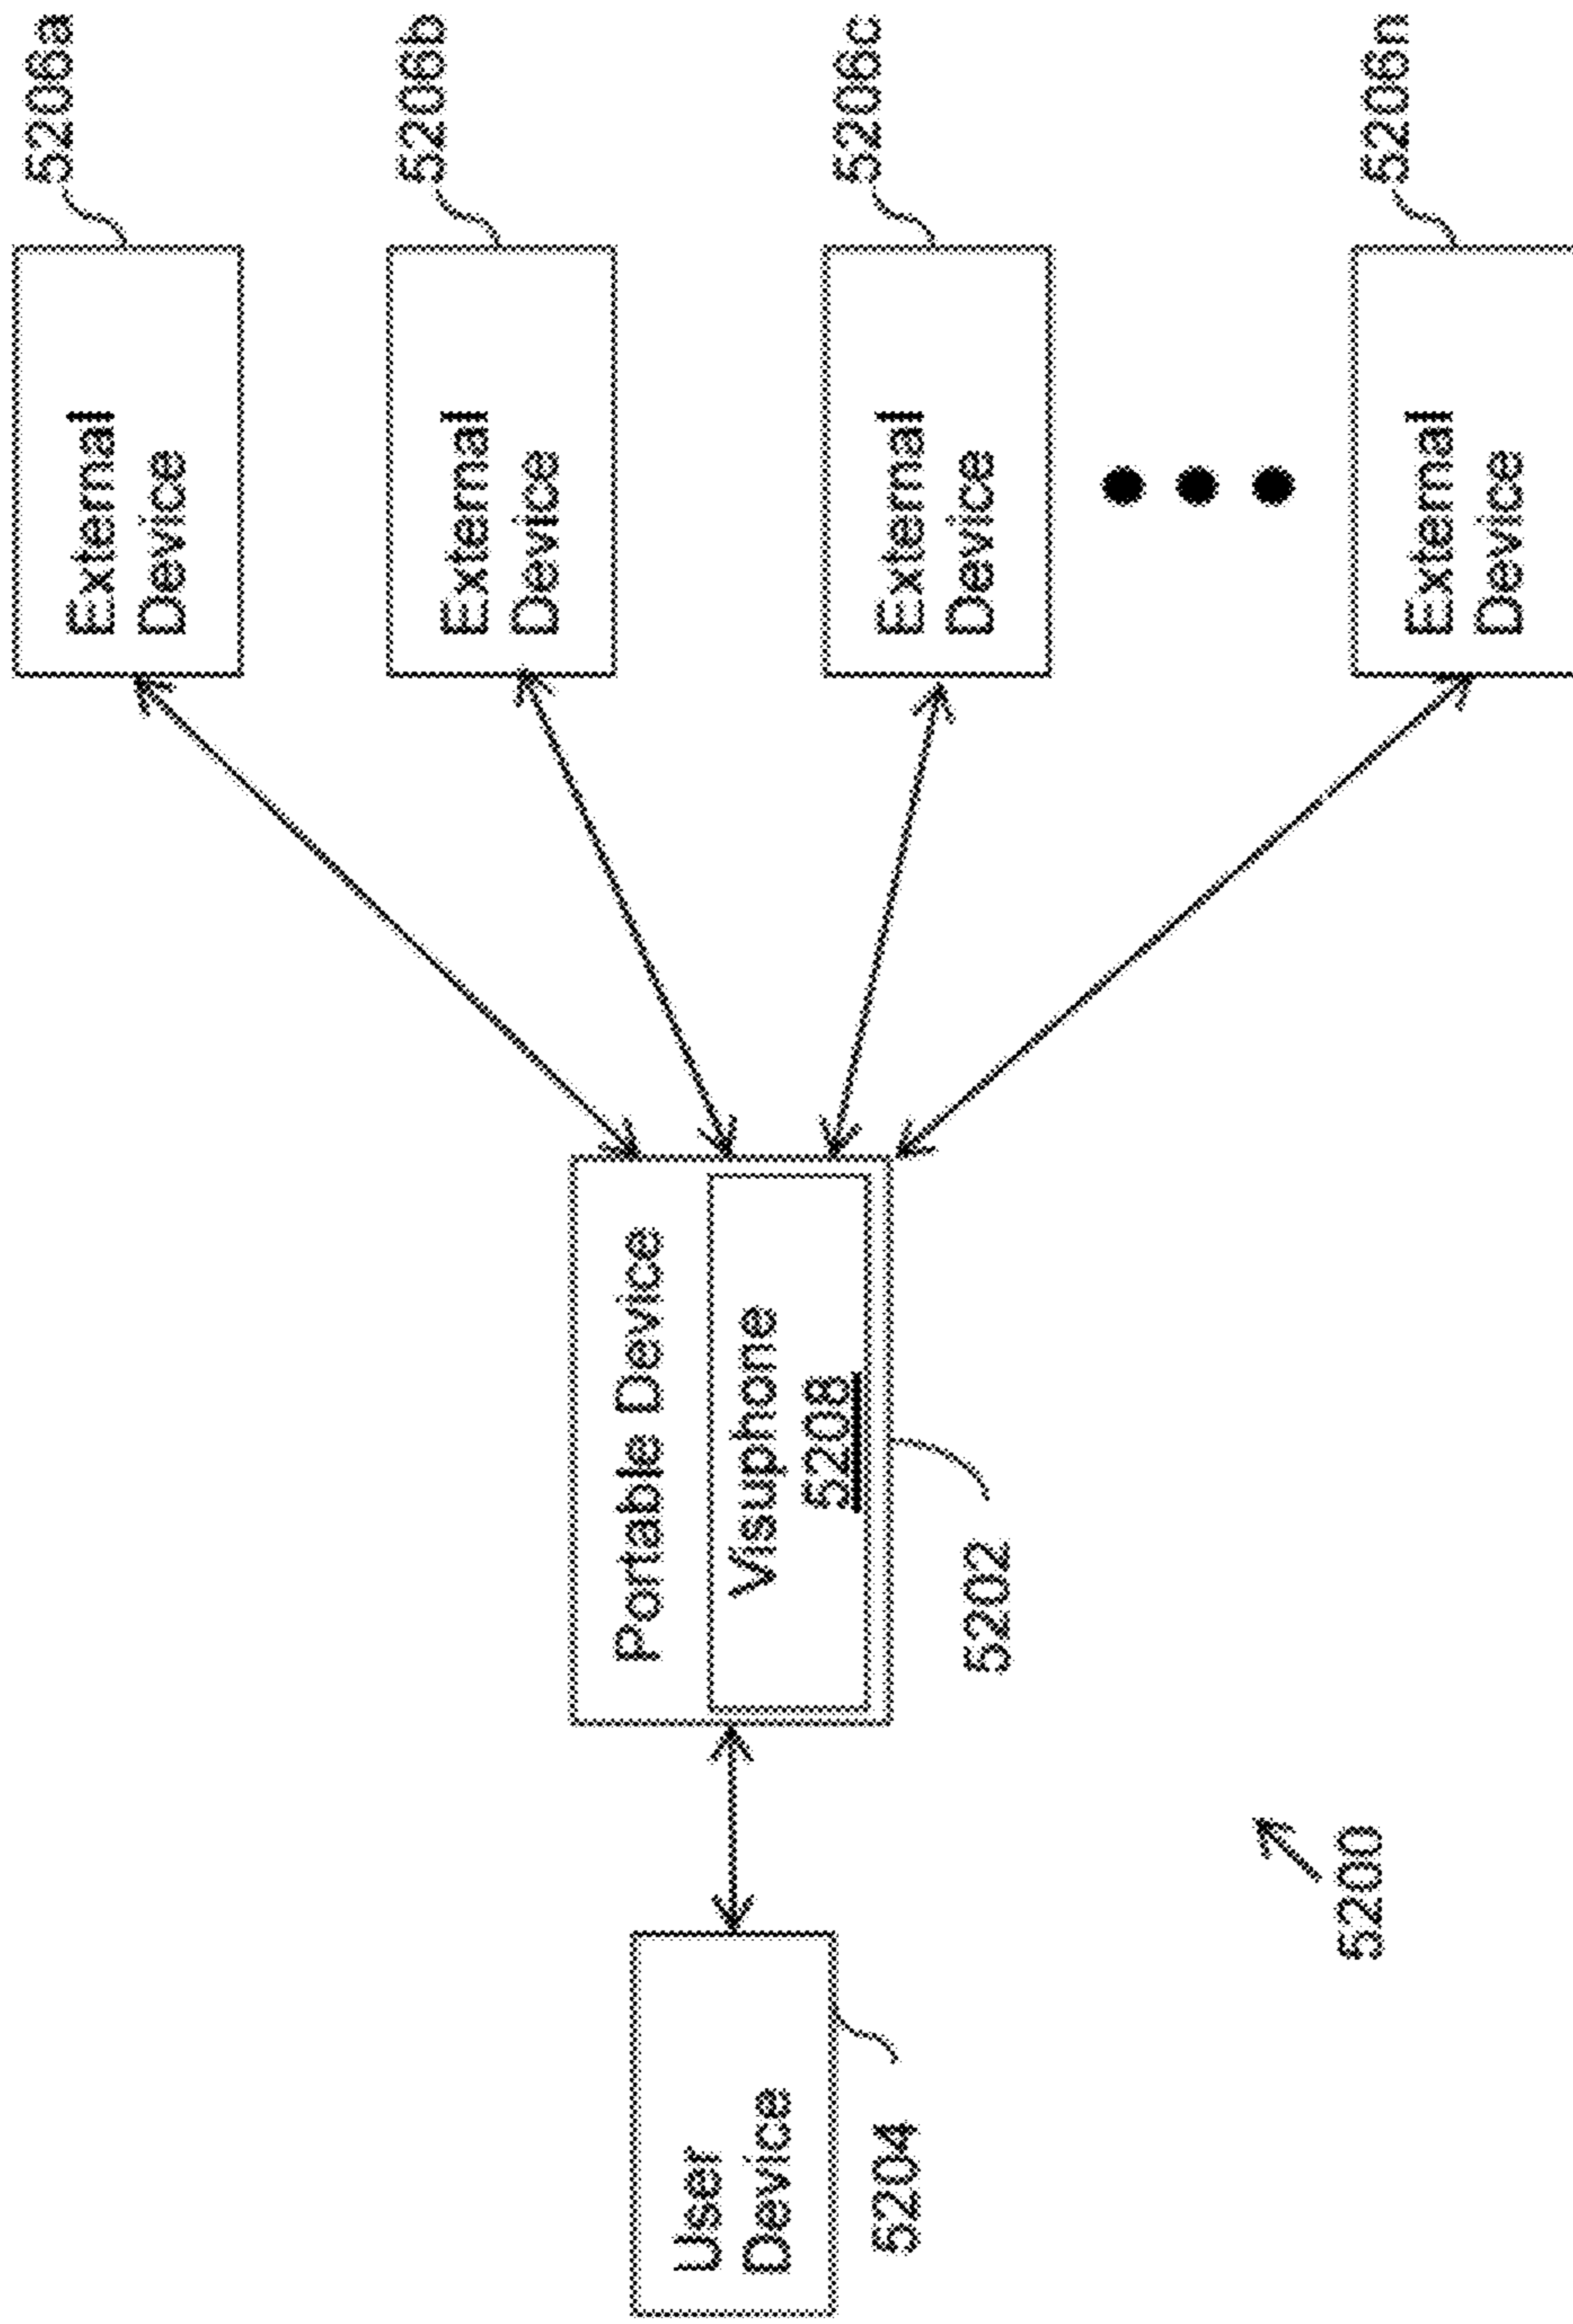 User
Device
5204
Portable Device
Visuphone
5208
5202
External
Device
5206a
External
Device
5206b
External
Device
5206c
External
Device
5206n
5200